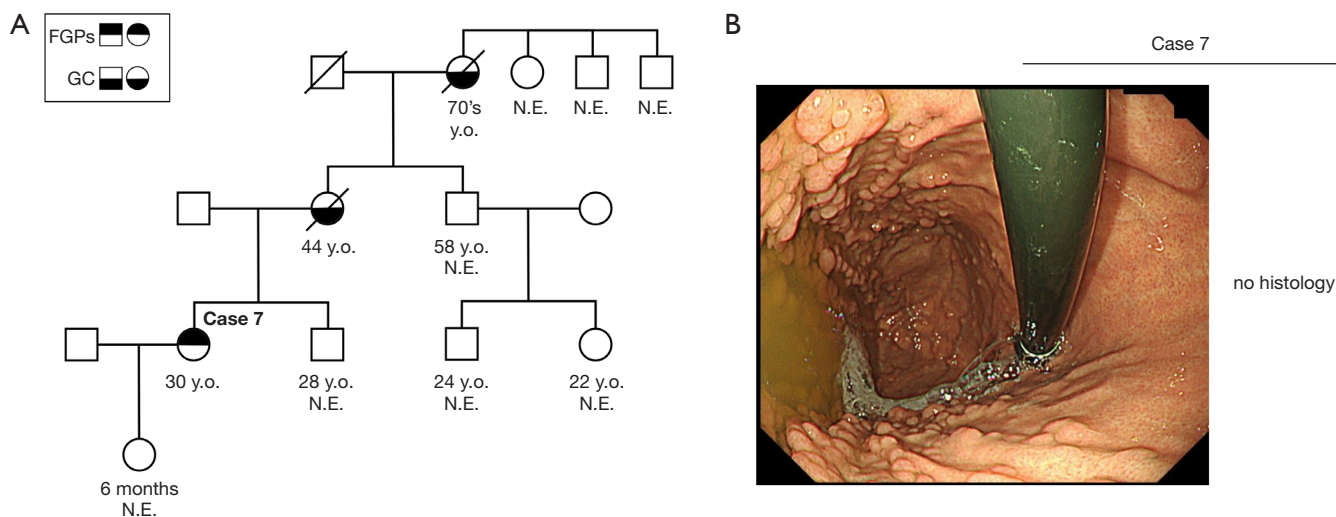 A
FGPs
GC
70's
y.o.
N.E.
N.E.
N.E.
44 y.o.
58 y.o.
N.E.
Case 7
30 y.o.
28 y.o.
N.E.
24 y.o.
N.E.
22 y.o.
N.E.
6 months
N.E.
B
Case 7
no histology